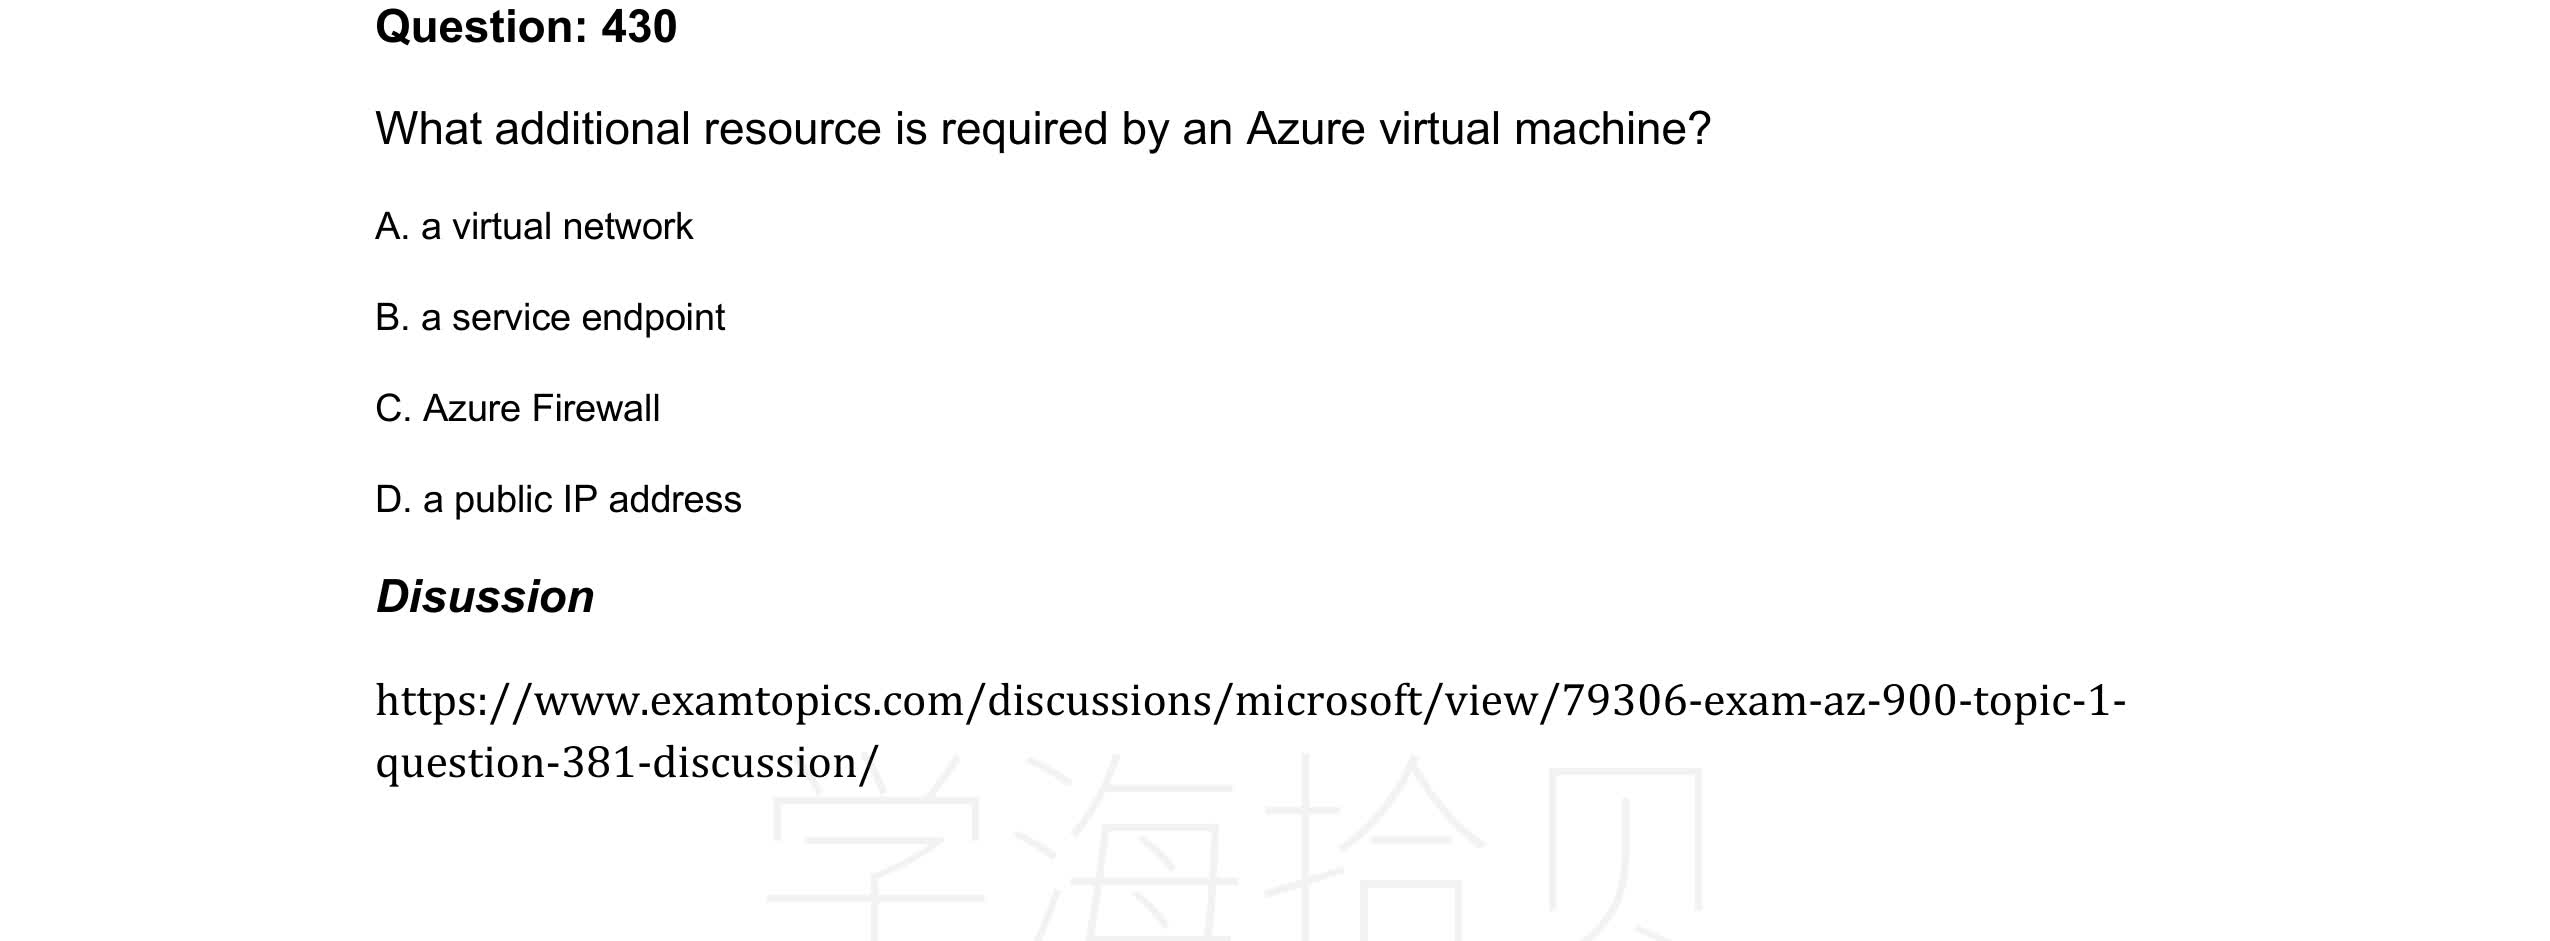 Question: 430
What additional resource is required by an Azure virtual machine?
A. a virtual network
B. a service endpoint
C. Azure Firewall
D. a public IP address
Disussion
https://www.examtopics.com/discussions/microsoft/view/79306-exam-az-900-topic-1-
question-381-discussion/
学海拾贝